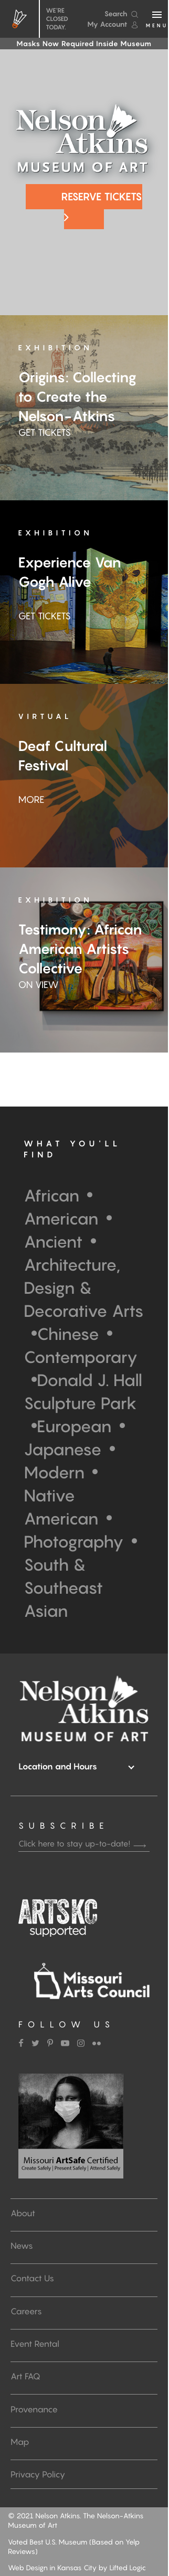 WE'RE
CLOSED
TODAY.
Search
My Account
MENU
Masks Now Required Inside Museum
Nelson
Atkins
MUSEUM OF ART
RESERVE TICKETS
EXHIBITION
Origins: Collecting
to Create the
Nelson-Atkins
GET TICKETS
EXHIBITION
Experience Van
Gogh Alive
GET TICKETS
VIRTUAL
Deaf Cultural
Festival
MORE
EXHIBITION
Testimony: African
American Artists
Collective
ON VIEW
WHAT YOU'LL
FIND
African •
American •
Ancient •
Architecture,
Design &
Decorative Arts
•Chinese •
Contemporary
•Donald J. Hall
Sculpture Park
•European •
Japanese •
Modern •
Native
American •
Photography •
South &
Southeast
Asian
Nelson
Atkins
MUSEUM OF ART
Location and Hours
SUBSCRIBE
Click here to stay up-to-date!
ARTSKC
supported
Missouri
Arts Council
FOLLOW US
Missouri ArtSafe Certified
Create Safely | Present Safely | Attend Safely
About
News
Contact Us
Careers
Event Rental
Art FAQ
Provenance
Map
Privacy Policy
© 2021 Nelson Atkins. The Nelson-Atkins
Museum of Art
Voted Best U.S. Museum (Based on Yelp
Reviews)
Web Design in Kansas City by Lifted Logic